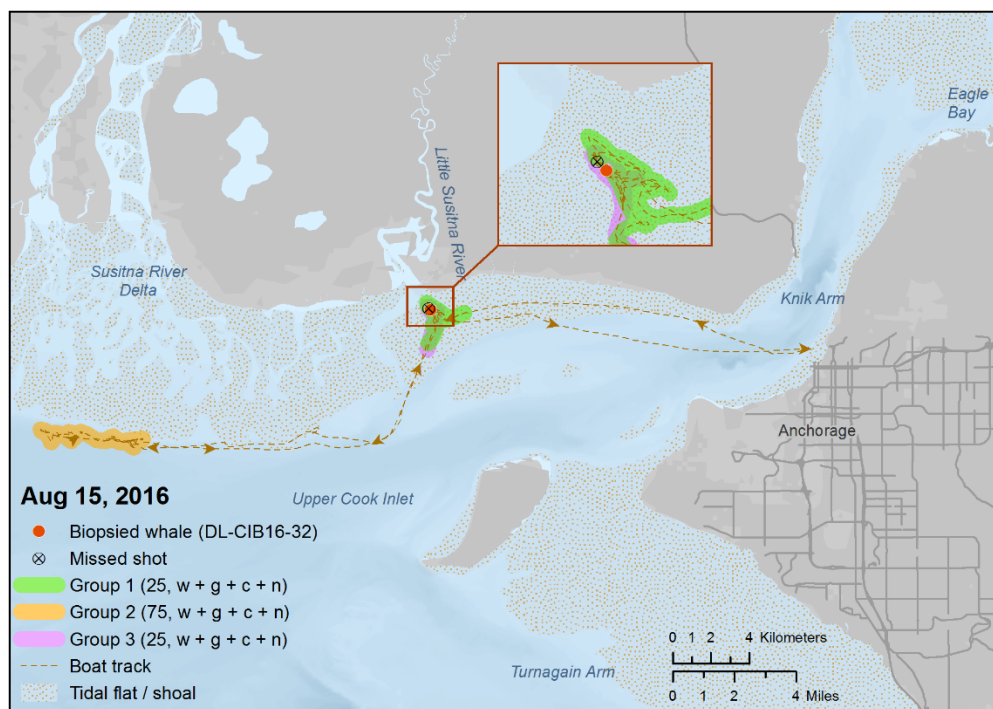 Eagle
Bay
Little Susitna River
Susitna River
Delta
Knik Arm
Anchorage
Aug 15, 2016
Upper Cook Inlet
Biopsied whale (DL-CIB16-32)
Missed shot
Group 1 (25, w + g + c + n)
Group 2 (75, w + g + c + n)
Group 3 (25, w + g + c + n)
Boat track
Tidal flat / shoal
Turnagain Arm
0 1 2 4 Kilometers
0 1 2 4 Miles